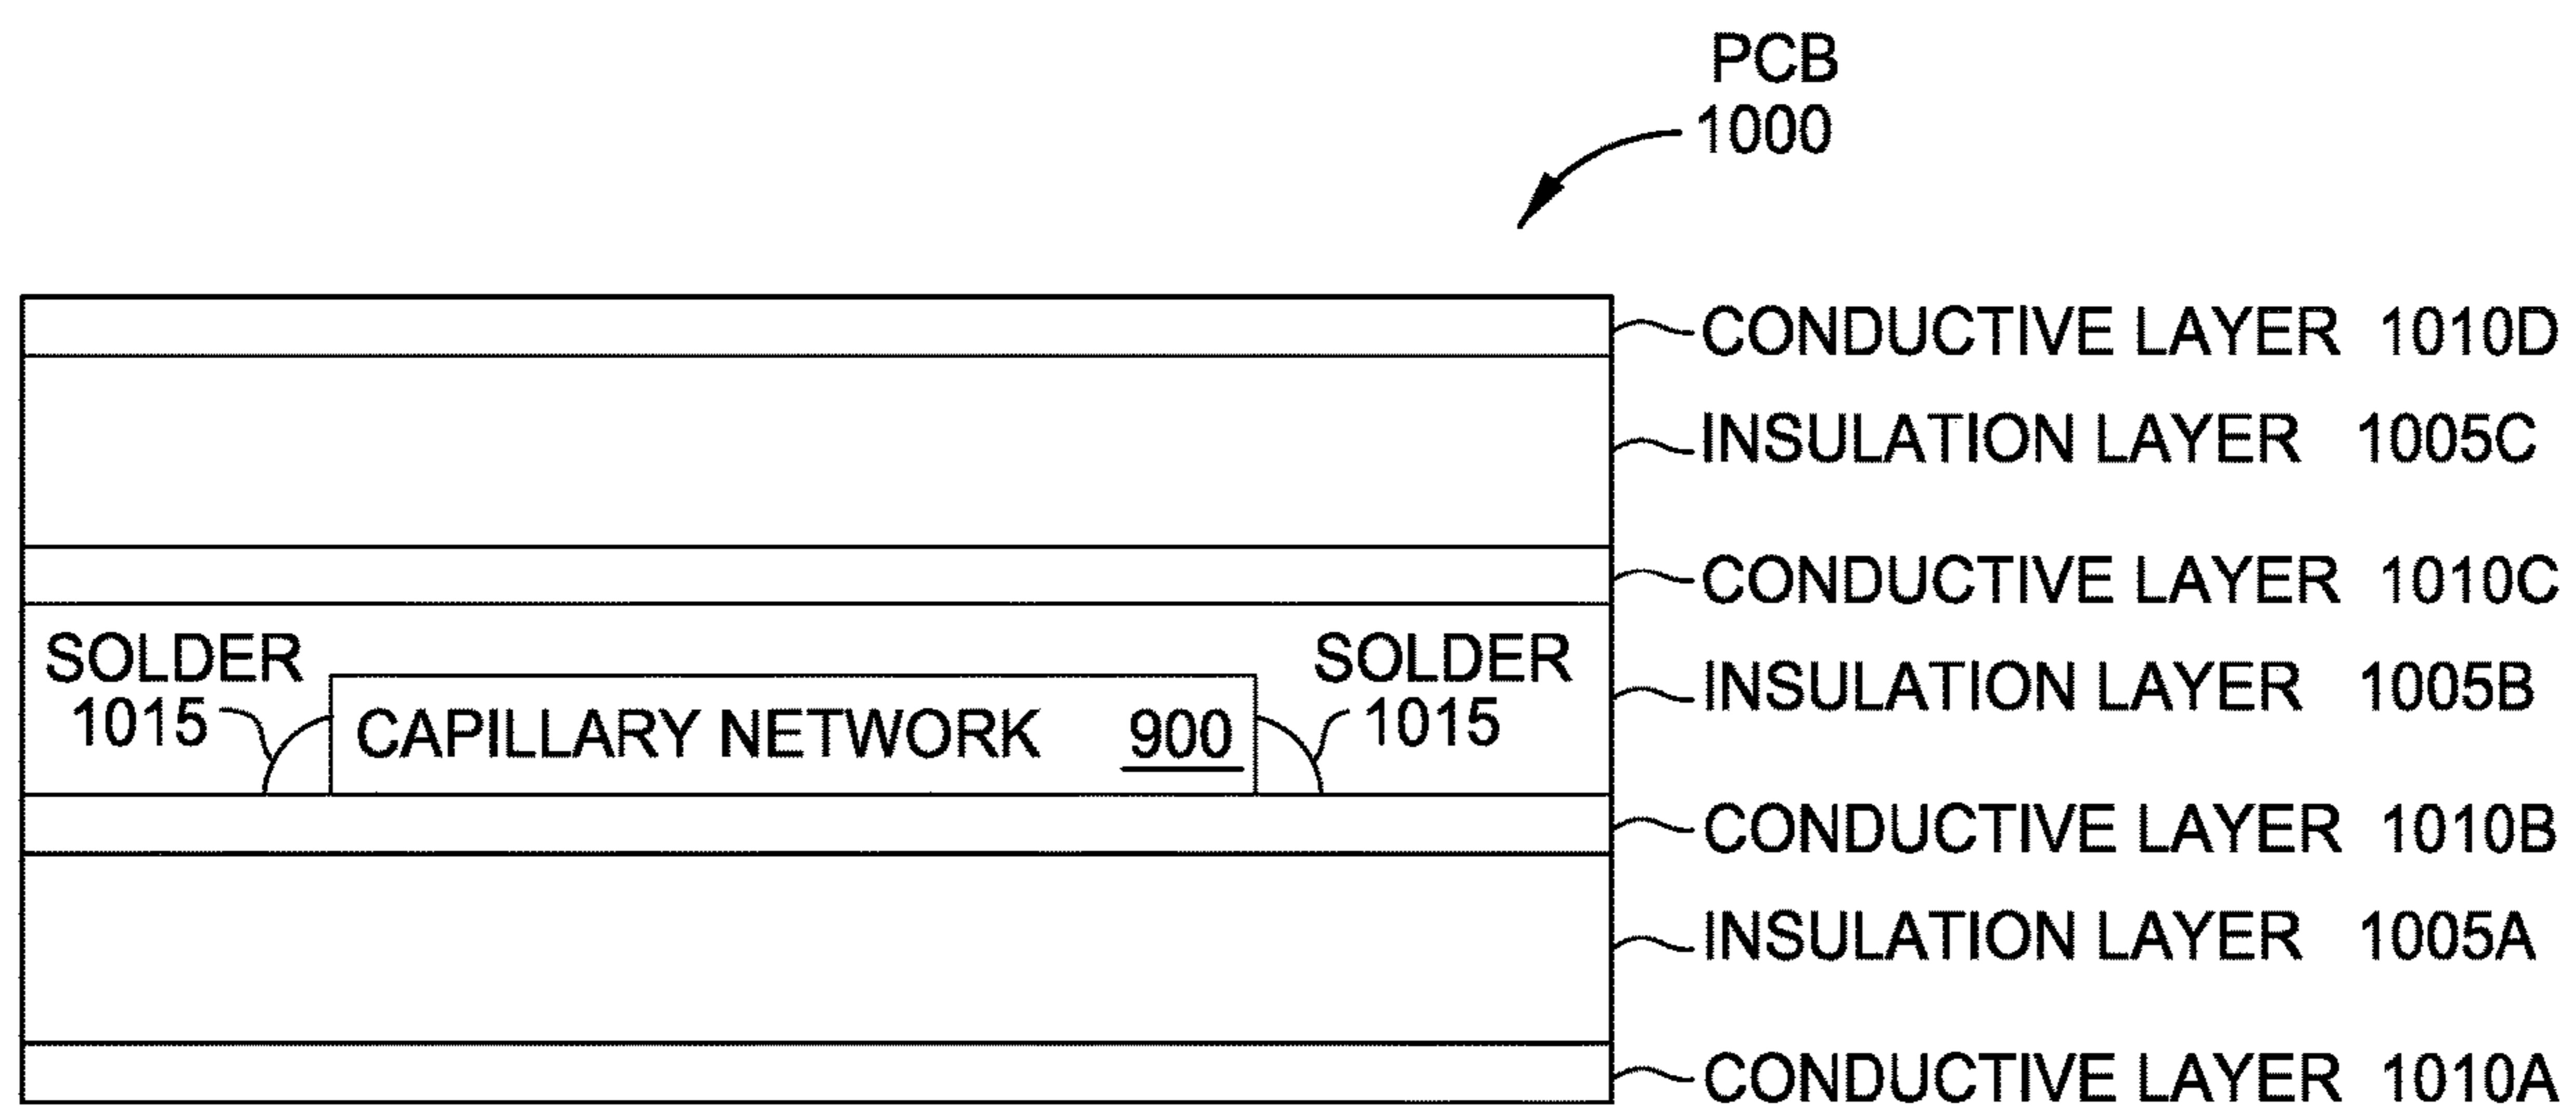 PCB
1000
CONDUCTIVE LAYER 1010D
INSULATION LAYER 1005C
CONDUCTIVE LAYER 1010C
SOLDER
1015
CAPILLARY NETWORK 900
SOLDER
1015
INSULATION LAYER 1005B
CONDUCTIVE LAYER 1010B
INSULATION LAYER 1005A
CONDUCTIVE LAYER 1010A